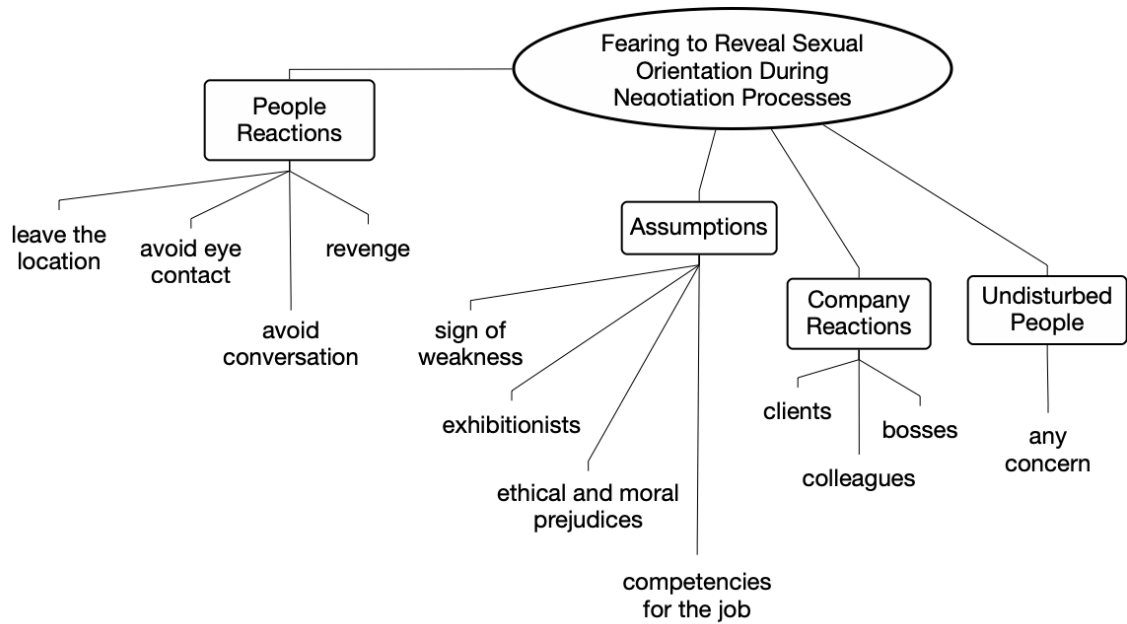 Fearing to Reveal Sexual
Orientation During
Negotiation Processes
People
Reactions
leave the
location
avoid eye
contact
avoid
conversation
revenge
Assumptions
sign of
weakness
exhibitionists
ethical and moral
prejudices
competencies
for the job
Company
Reactions
clients
colleagues
bosses
Undisturbed
People
any
concern